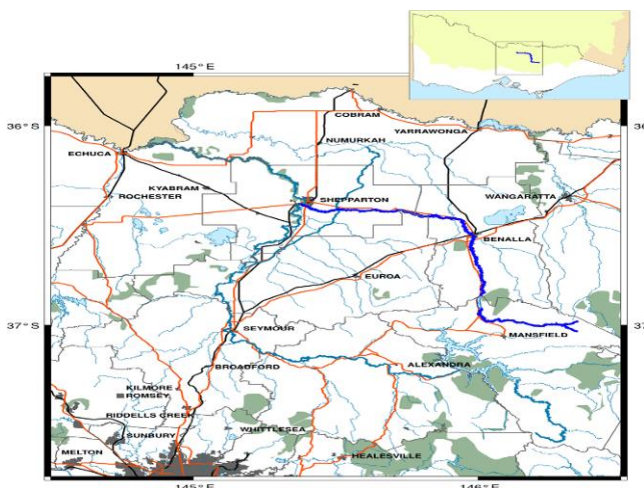 145° E
36° S
36
COBRAM
NUMURKAH
YARRAWONGA
ECHUCA
KYABRAM
ROCHESTER
SHEPPARTON
WANGARATTA
BENALLA
EUROA
37° S
37
SEYMOUR
MANSFIELD
BROADFORD
ALEXANDRA
KILMORE
ROMSEY
RIDDELLS CREEK
WHITTLESEA
SUNBURY
MELTON
HEALESVILLE
145° E
146° E